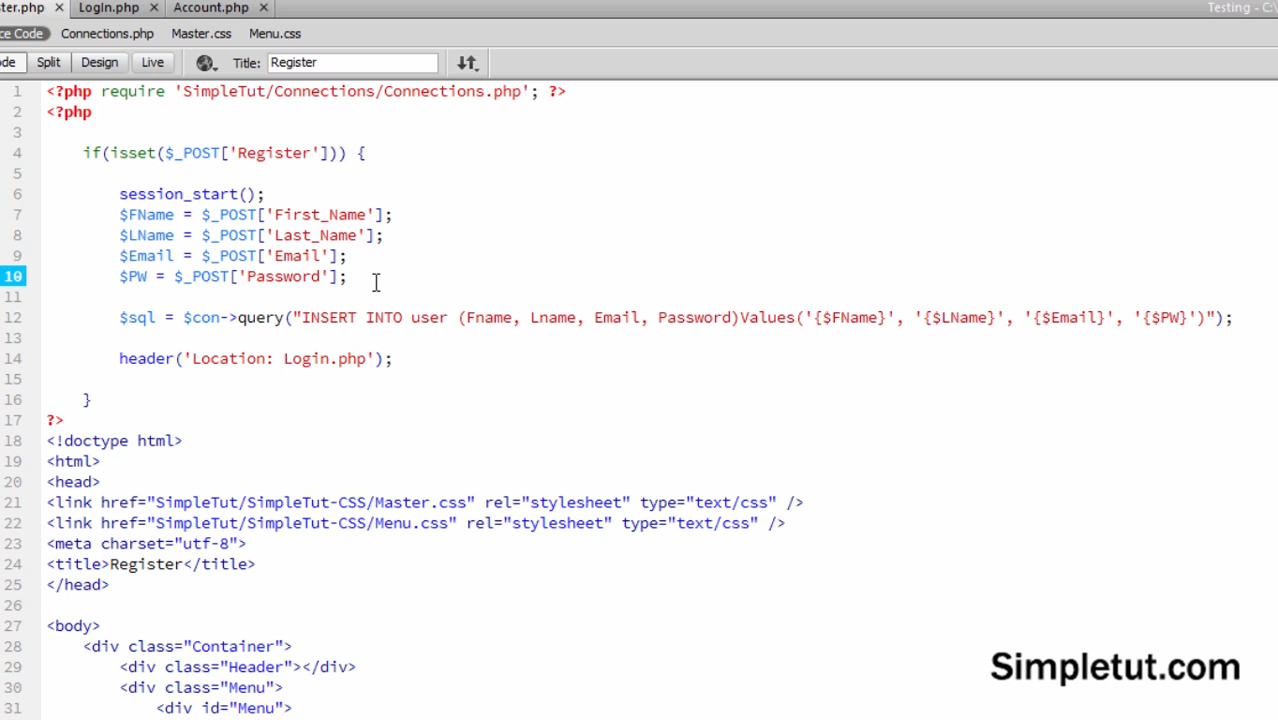 ter.php × LogIn.php × Account.php × Testing - C:\
ce Code Connections.php Master.css Menu.css
de Split Design Live Title: Register
1 <?php require 'SimpleTut/Connections/Connections.php'; ?>
2 <?php
3
4 if(isset($_POST['Register'])) {
5
6 session_start();
7 $FName = $_POST['First_Name'];
8 $LName = $_POST['Last_Name'];
9 $Email = $_POST['Email'];
10 $PW = $_POST['Password'];
11
12 $sql = $con->query("INSERT INTO user (Fname, Lname, Email, Password)Values('{$FName}', '{$LName}', '{$Email}', '{$PW}')");
13
14 header('Location: Login.php');
15
16 }
17 ?>
18 <!doctype html>
19 <html>
20 <head>
21 <link href="SimpleTut/SimpleTut-CSS/Master.css" rel="stylesheet" type="text/css" />
22 <link href="SimpleTut/SimpleTut-CSS/Menu.css" rel="stylesheet" type="text/css" />
23 <meta charset="utf-8">
24 <title>Register</title>
25 </head>
26
27 <body>
28 <div class="Container">
29 <div class="Header"></div>
30 <div class="Menu">
31 <div id="Menu">
Simpletut.com